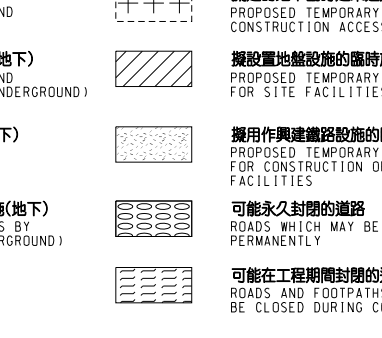 ND
PROPOSED TEMPORARY
CONSTRUCTION ACCESS
地下)
ND
NDERGROUND)
擬設置地盤設施的臨時
PROPOSED TEMPORARY
FOR SITE FACILITIES
下)
擬用作興建鐵路設施的
PROPOSED TEMPORARY
FOR CONSTRUCTION OF
FACILITIES
(地下)
S BY
RGROUND)
可能永久封閉的道路
ROADS WHICH MAY BE
PERMANENTLY
可能在工程期間封閉的
ROADS AND FOOTPATHS
BE CLOSED DURING